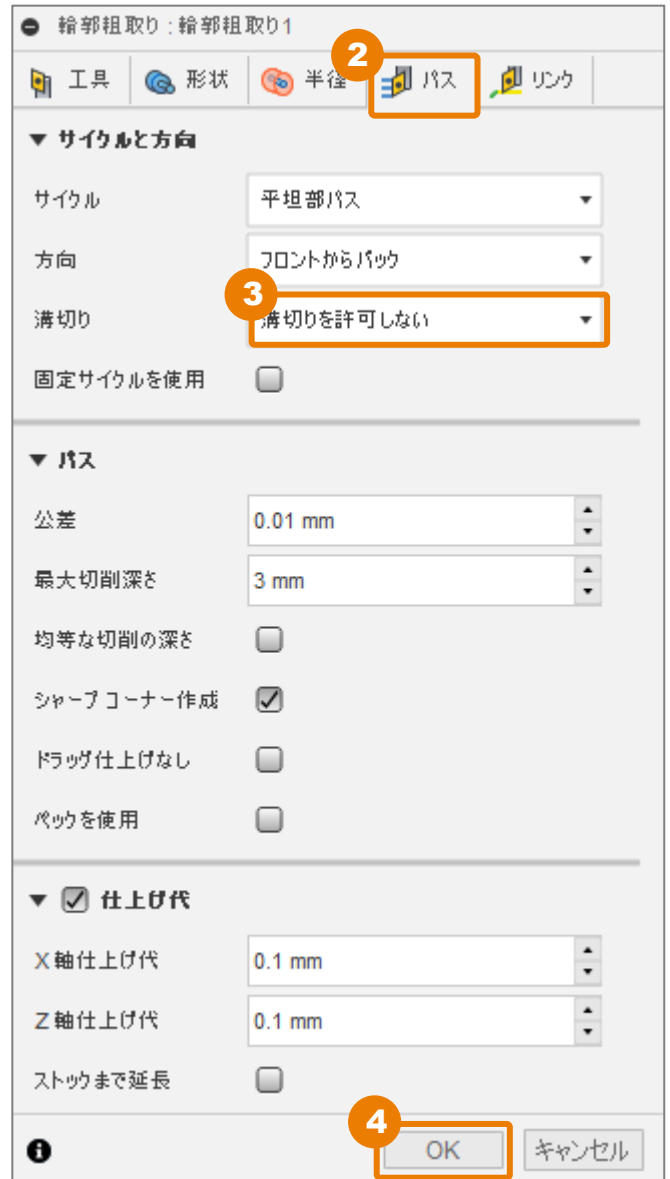 輪郭粗取り : 輪郭粗取り1
2
工具 形状 半径 パス リンク
▼ サイクルと方向
サイクル 平坦部パス
方向 フロントからバック
3
溝切り 溝切りを許可しない
固定サイクルを使用
▼ パス
公差 0.01 mm
最大切削深さ 3 mm
均等な切削の深さ
シャープ コーナー作成
ドラッグ仕上げなし
ペックを使用
▼ 仕上げ代
X 軸仕上げ代 0.1 mm
Z 軸仕上げ代 0.1 mm
ストックまで延長
4
OK キャンセル